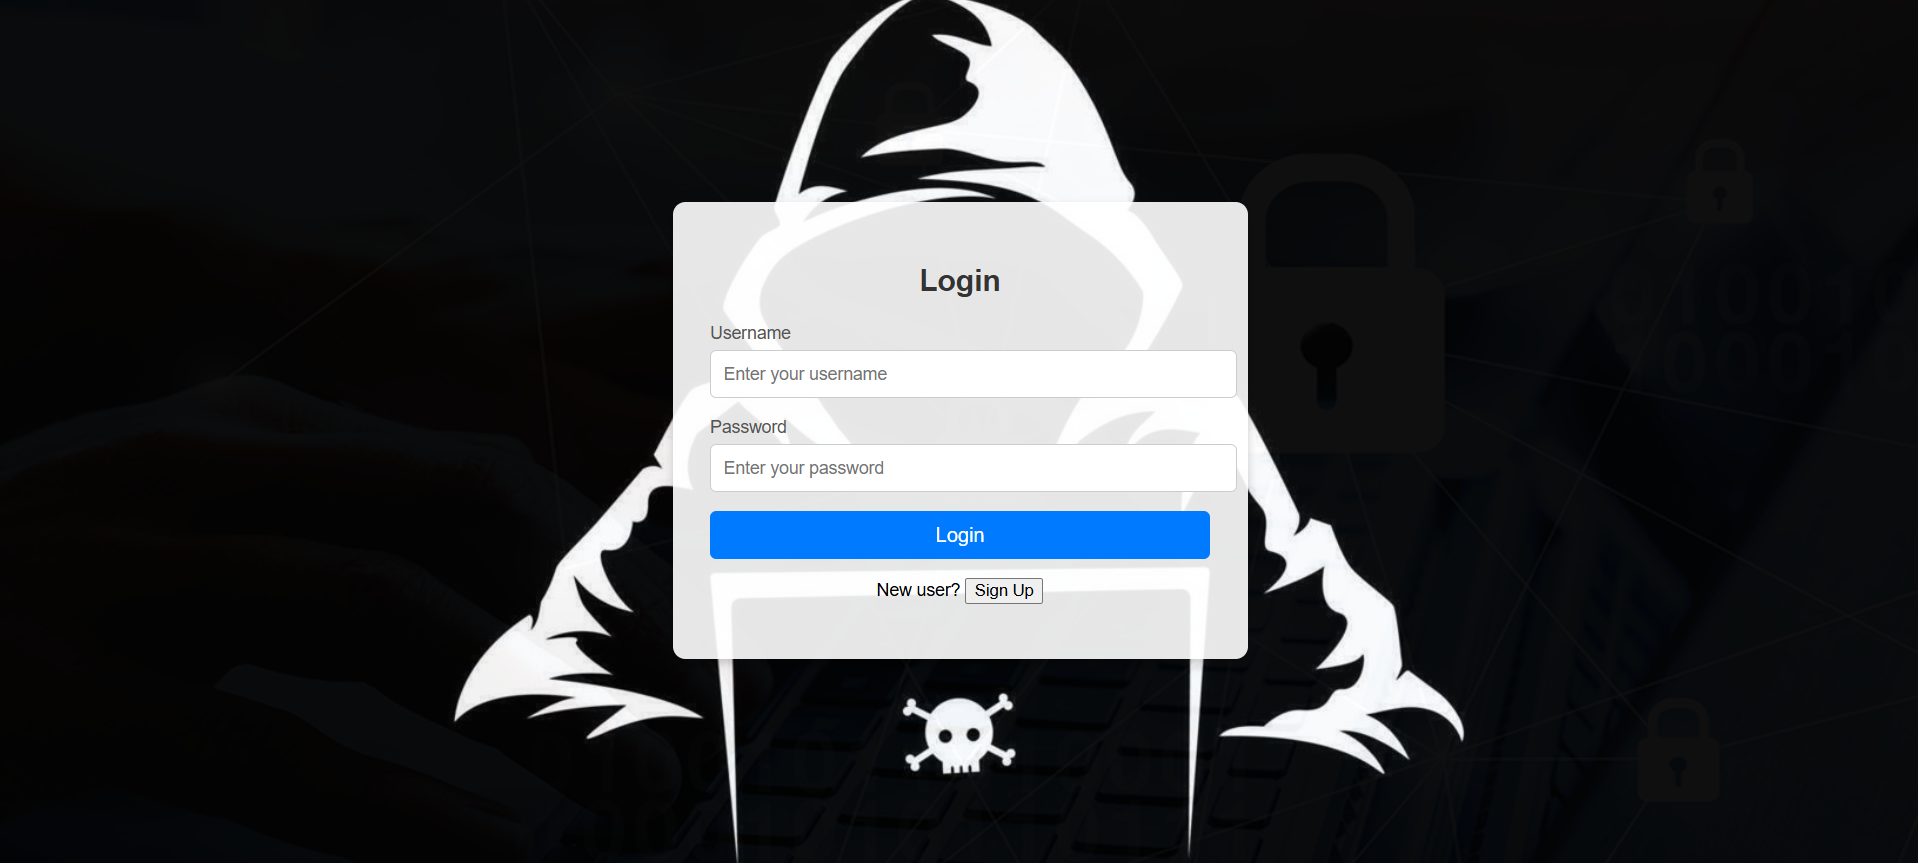 Login
Username
Enter your username
Password
Enter your password
Login
New user? Sign Up